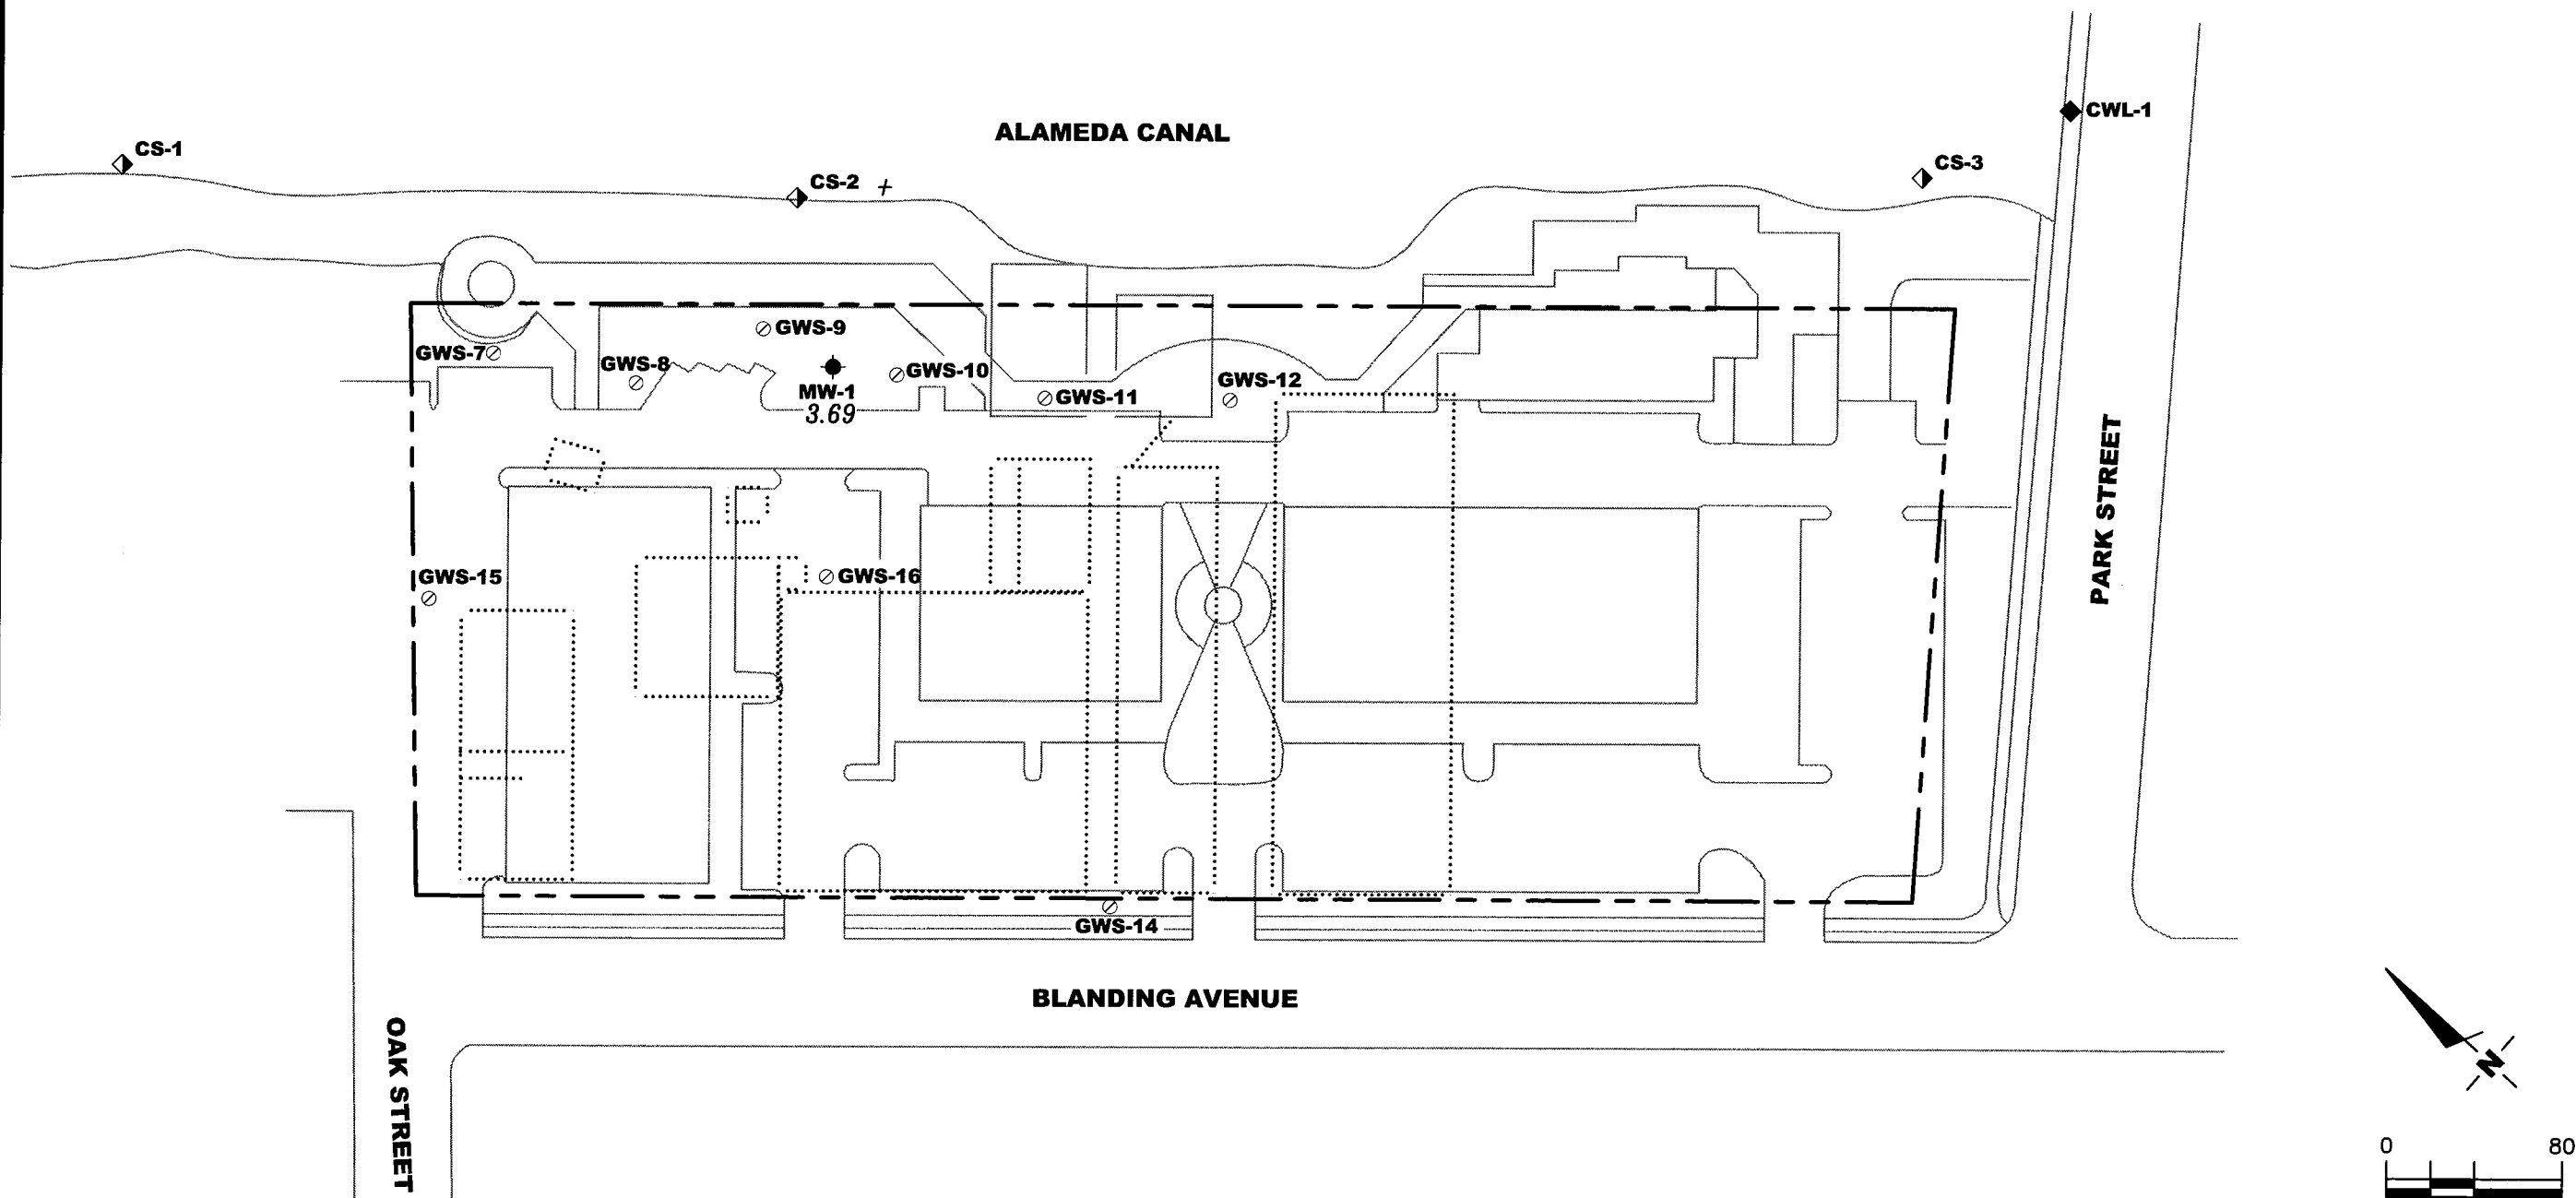 CWL-1
ALAMEDA CANAL
CS-1
CS-3
CS-2 +
GWS-9
GWS-7
GWS-8
GWS-10
GWS-12
MW-1
GWS-11
3.69
PARK STREET
GWS-15
GWS-16
GWS-14
BLANDING AVENUE
OAK STREET
N
0 80